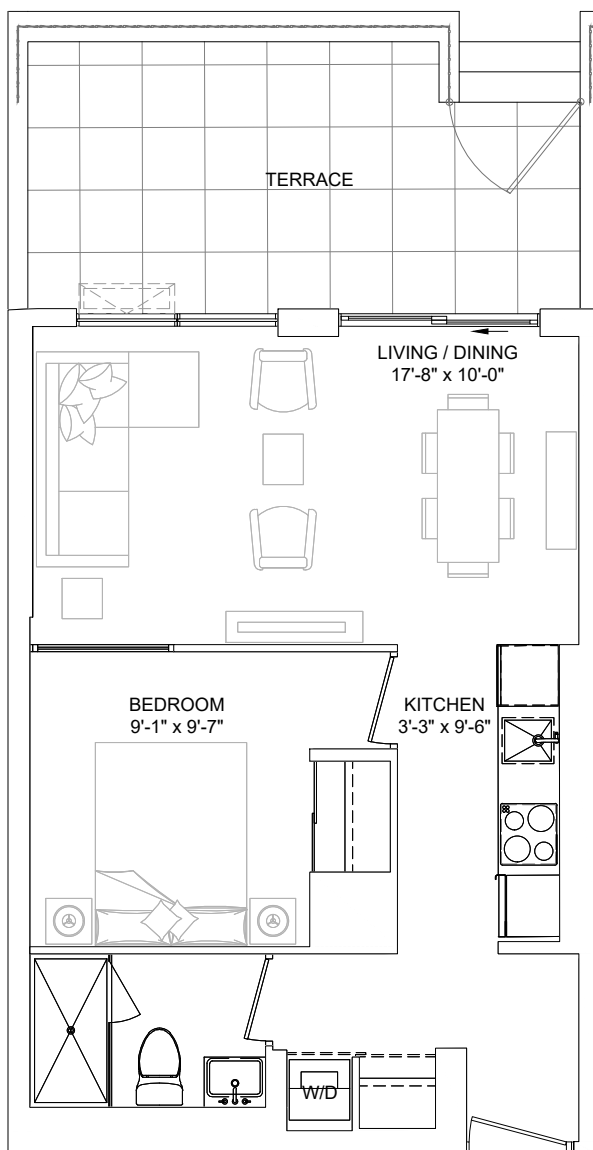 TERRACE
LIVING / DINING
17'-8" x 10'-0"
BEDROOM
9'-1" x 9'-7"
KITCHEN
3'-3" x 9'-6"
W/D